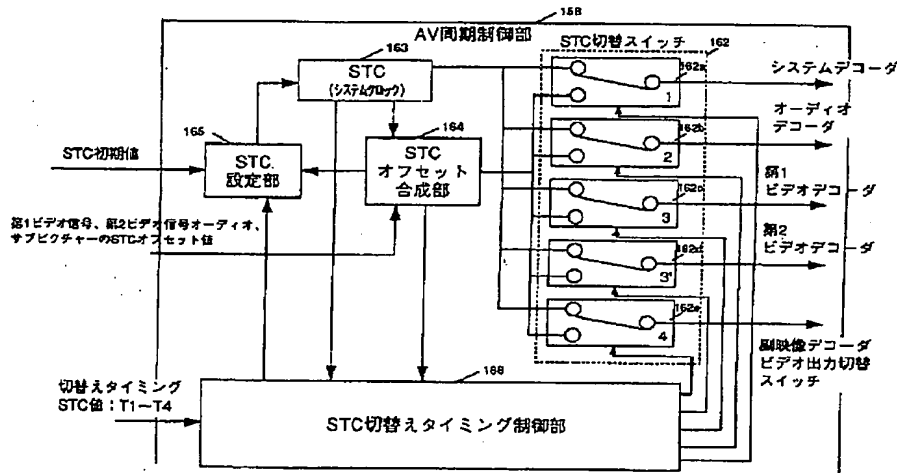 158
AV同期制御部
163
STC
(システムクロック)
STC切替スイッチ
162
162a
1
システムデコーダ
165
STC
設定部
STC初期値
164
STC
オフセット
合成部
162b
2
オーディオ
デコーダ
162c
3
第1
ビデオデコーダ
第1ビデオ信号、第2ビデオ信号オーディオ、
サブピクチャーのSTCオフセット値
162d
3'
第2
ビデオデコーダ
162e
4
副映像デコーダ
ビデオ出力切替
スイッチ
切替えタイミング
STC値：T1～T4
166
STC切替えタイミング制御部